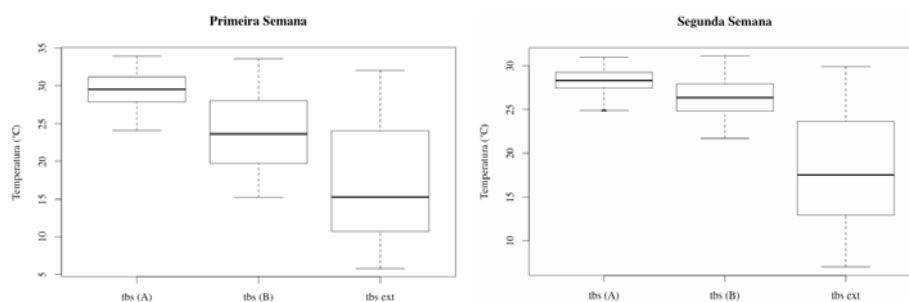 Primeira Semana
Temperatura (°C)
35
30
25
20
15
10
5
tbs (A) tbs (B) tbs ext
Segunda Semana
Temperatura (°C)
30
25
20
15
10
tbs (A) tbs (B) tbs ext